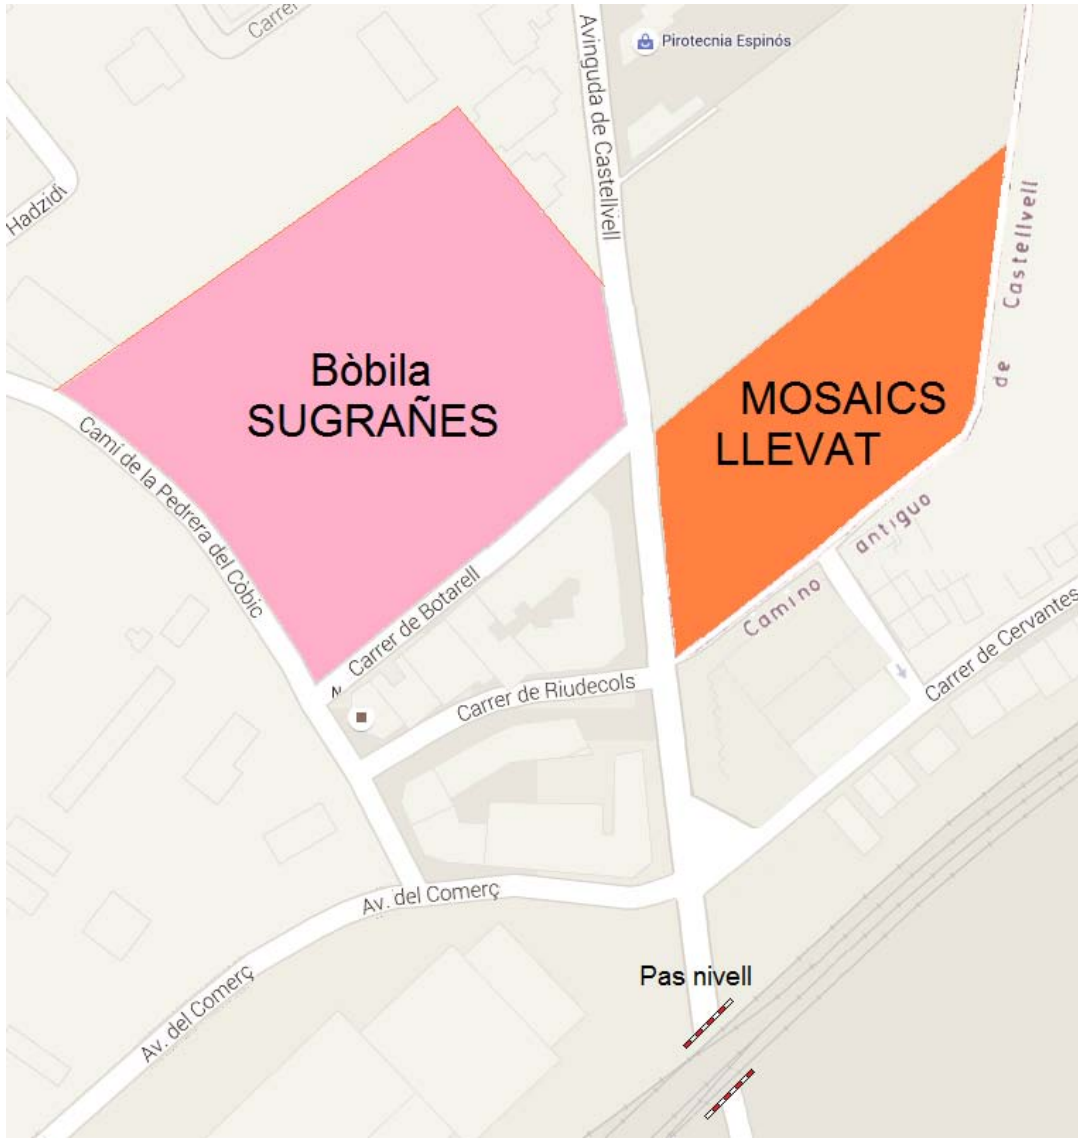 Carrer
Pirotecnia Espinós
Avinguda de Castellvell
Hadzidi
Bòbila
SUGRAÑES
MOSAICS
LLEVAT
Camino antiguo de Castellvell
Camí de la Pedrera del Còbic
Carrer de Botarell
Carrer de Riudecols
Carrer de Cervantes
Av. del Comerç
Av. del Comerç
Pas nivell